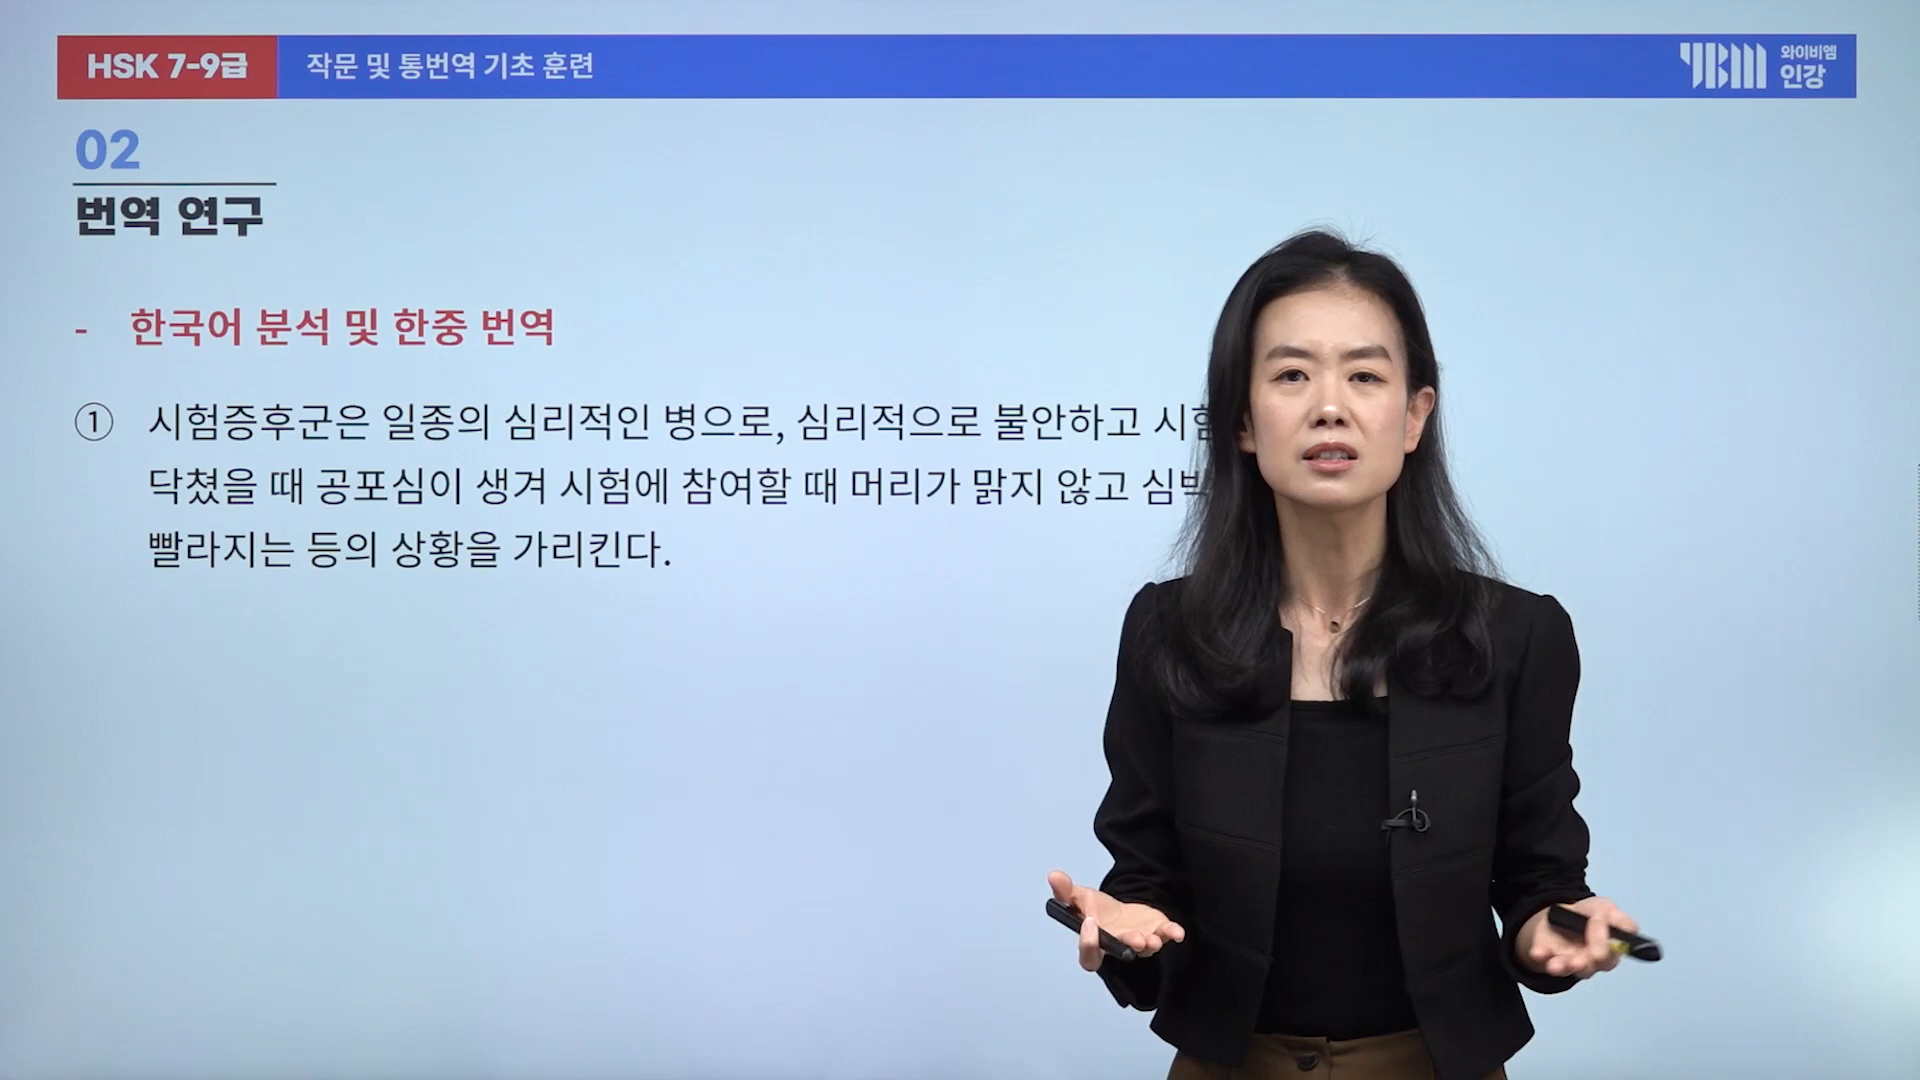 HSK 7-9급 작문 및 통번역 기초 훈련 YBM 와이비엠 인강
02
번역 연구
- 한국어 분석 및 한중 번역
① 시험증후군은 일종의 심리적인 병으로, 심리적으로 불안하고
닥쳤을 때 공포심이 생겨 시험에 참여할 때 머리가 맑지 않고
빨라지는 등의 상황을 가리킨다.